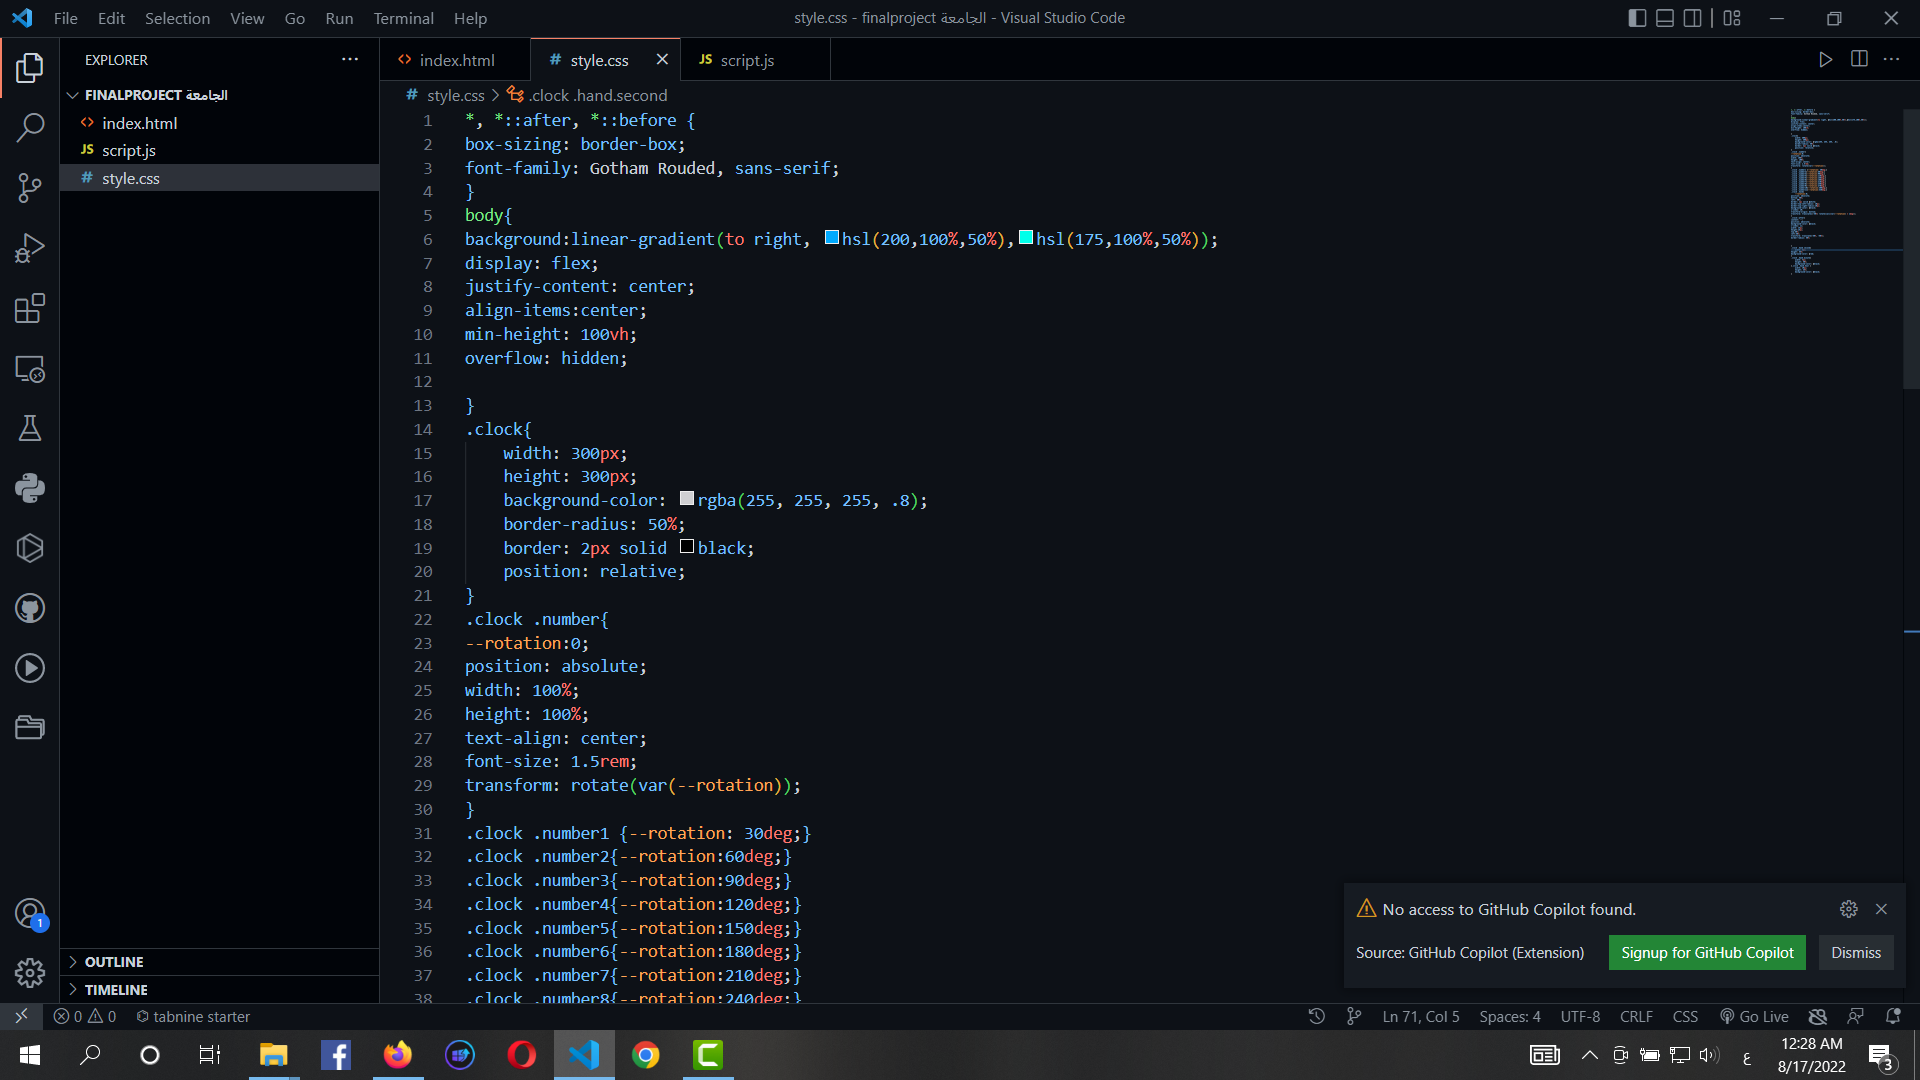 File Edit Selection View Go Run Terminal Help
style.css - finalproject الجامعة - Visual Studio Code
EXPLORER
index.html
style.css
JS script.js
FINALPROJECT الجامعة
index.html
JS script.js
# style.css
# style.css > .clock .hand.second
1 *, *::after, *::before {
2 box-sizing: border-box;
3 font-family: Gotham Rouded, sans-serif;
4 }
5 body{
6 background:linear-gradient(to right, hsl(200,100%,50%),hsl(175,100%,50%));
7 display: flex;
8 justify-content: center;
9 align-items:center;
10 min-height: 100vh;
11 overflow: hidden;
12
13 }
14 .clock{
15 width: 300px;
16 height: 300px;
17 background-color: rgba(255, 255, 255, .8);
18 border-radius: 50%;
19 border: 2px solid black;
20 position: relative;
21 }
22 .clock .number{
23 --rotation:0;
24 position: absolute;
25 width: 100%;
26 height: 100%;
27 text-align: center;
28 font-size: 1.5rem;
29 transform: rotate(var(--rotation));
30 }
31 .clock .number1 {--rotation: 30deg;}
32 .clock .number2{--rotation:60deg;}
33 .clock .number3{--rotation:90deg;}
34 .clock .number4{--rotation:120deg;}
35 .clock .number5{--rotation:150deg;}
36 .clock .number6{--rotation:180deg;}
37 .clock .number7{--rotation:210deg;}
38 .clock .number8{--rotation:240deg;}
No access to GitHub Copilot found.
Source: GitHub Copilot (Extension)
Signup for GitHub Copilot
Dismiss
1
OUTLINE
TIMELINE
0 0 tabnine starter
Ln 71, Col 5 Spaces: 4 UTF-8 CRLF CSS Go Live
ع
12:28 AM
8/17/2022
3